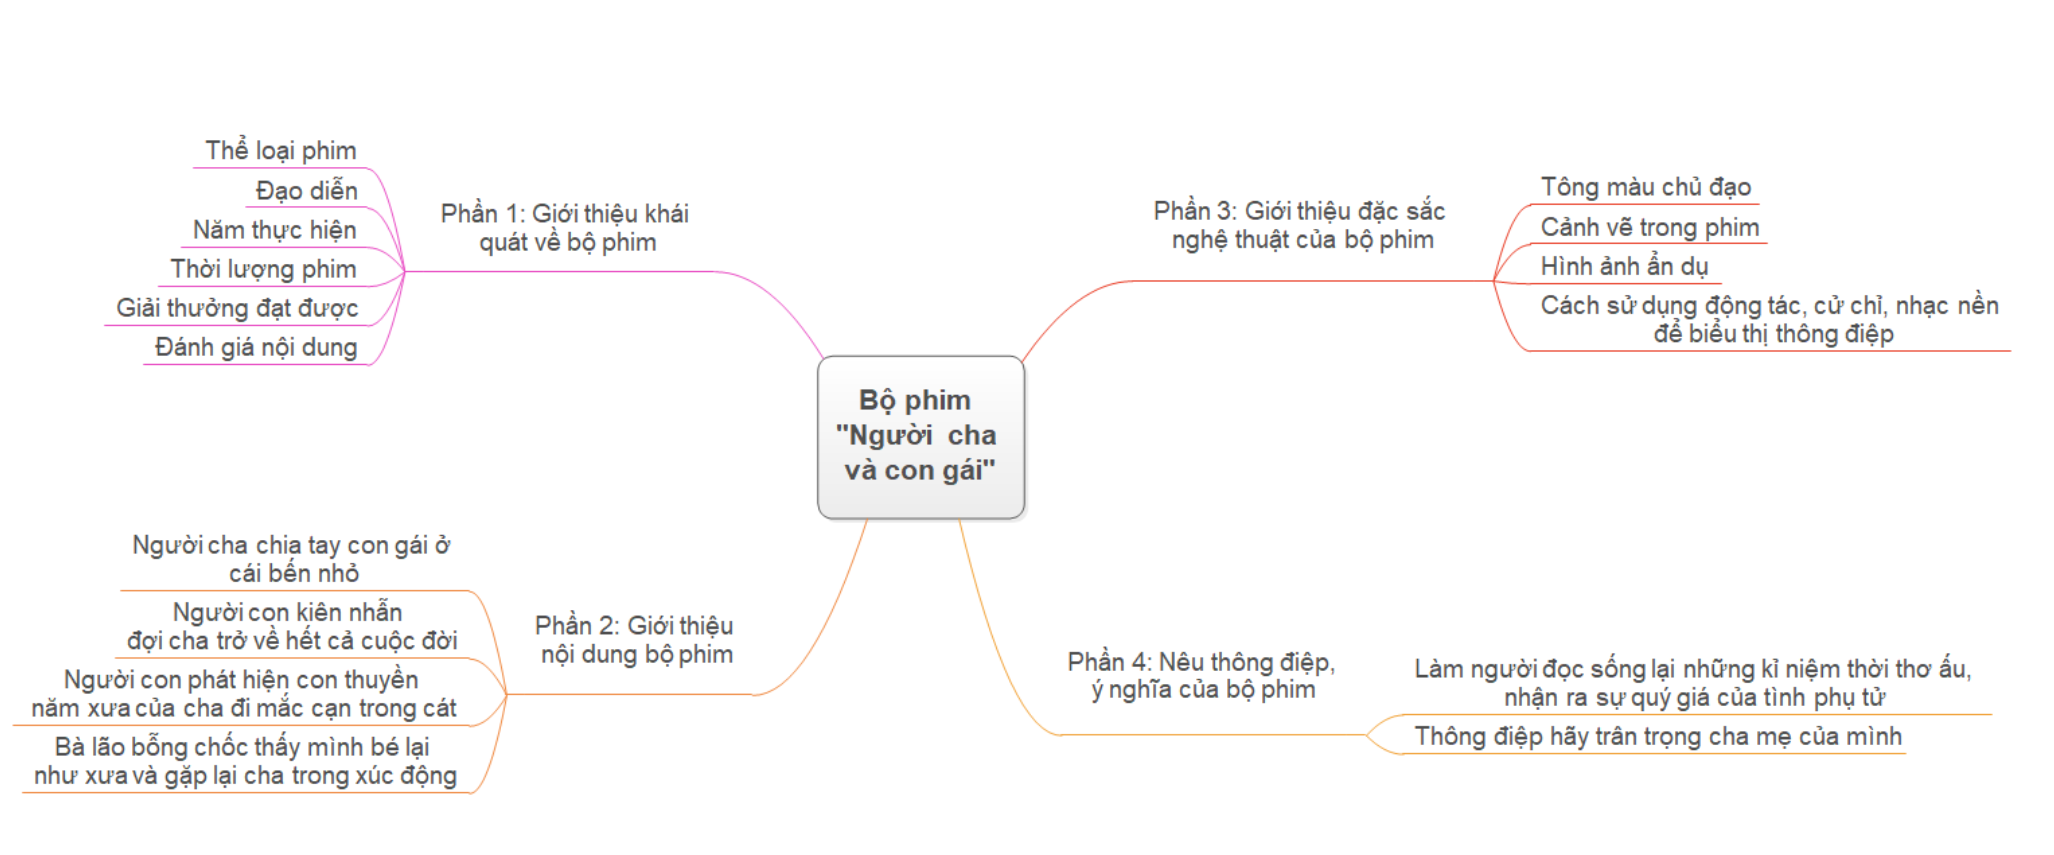 Thể loại phim
Đạo diễn
Năm thực hiện
Thời lượng phim
Giải thưởng đạt được
Đánh giá nội dung
Phần 1: Giới thiệu khái
quát về bộ phim
Phần 3: Giới thiệu đặc sắc
nghệ thuật của bộ phim
Tông màu chủ đạo
Cảnh vẽ trong phim
Hình ảnh ẩn dụ
Cách sử dụng động tác, cử chỉ, nhạc nền
để biểu thị thông điệp
Bộ phim
"Người cha
và con gái"
Người cha chia tay con gái ở
cái bến nhỏ
Người con kiên nhẫn
đợi cha trở về hết cả cuộc đời
Người con phát hiện con thuyền
năm xưa của cha đi mắc cạn trong cát
Bà lão bỗng chốc thấy mình bé lại
như xưa và gặp lại cha trong xúc động
Phần 2: Giới thiệu
nội dung bộ phim
Phần 4: Nêu thông điệp,
ý nghĩa của bộ phim
Làm người đọc sống lại những kỉ niệm thời thơ ấu,
nhận ra sự quý giá của tình phụ tử
Thông điệp hãy trân trọng cha mẹ của mình